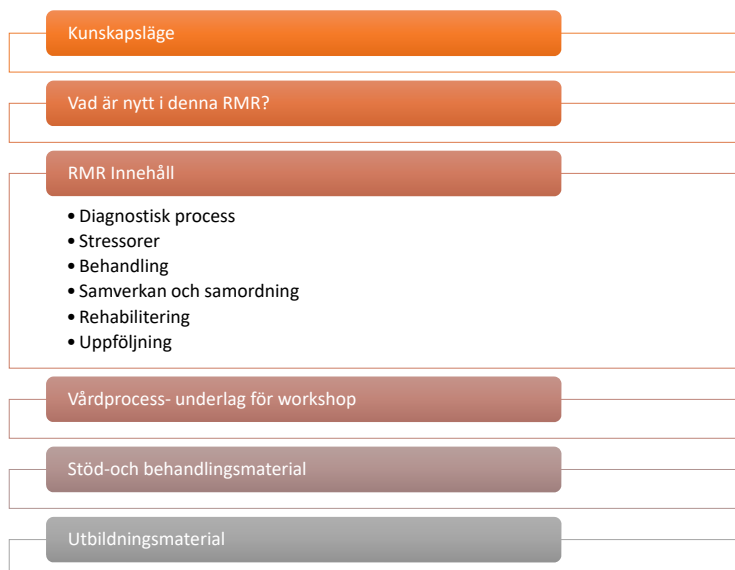 Kunskapsläge
Vad är nytt i denna RMR?
RMR Innehåll
• Diagnostisk process
• Stressorer
• Behandling
• Samverkan och samordning
• Rehabilitering
• Uppföljning
Vårdprocess- underlag för workshop
Stöd-och behandlingsmaterial
Utbildningsmaterial